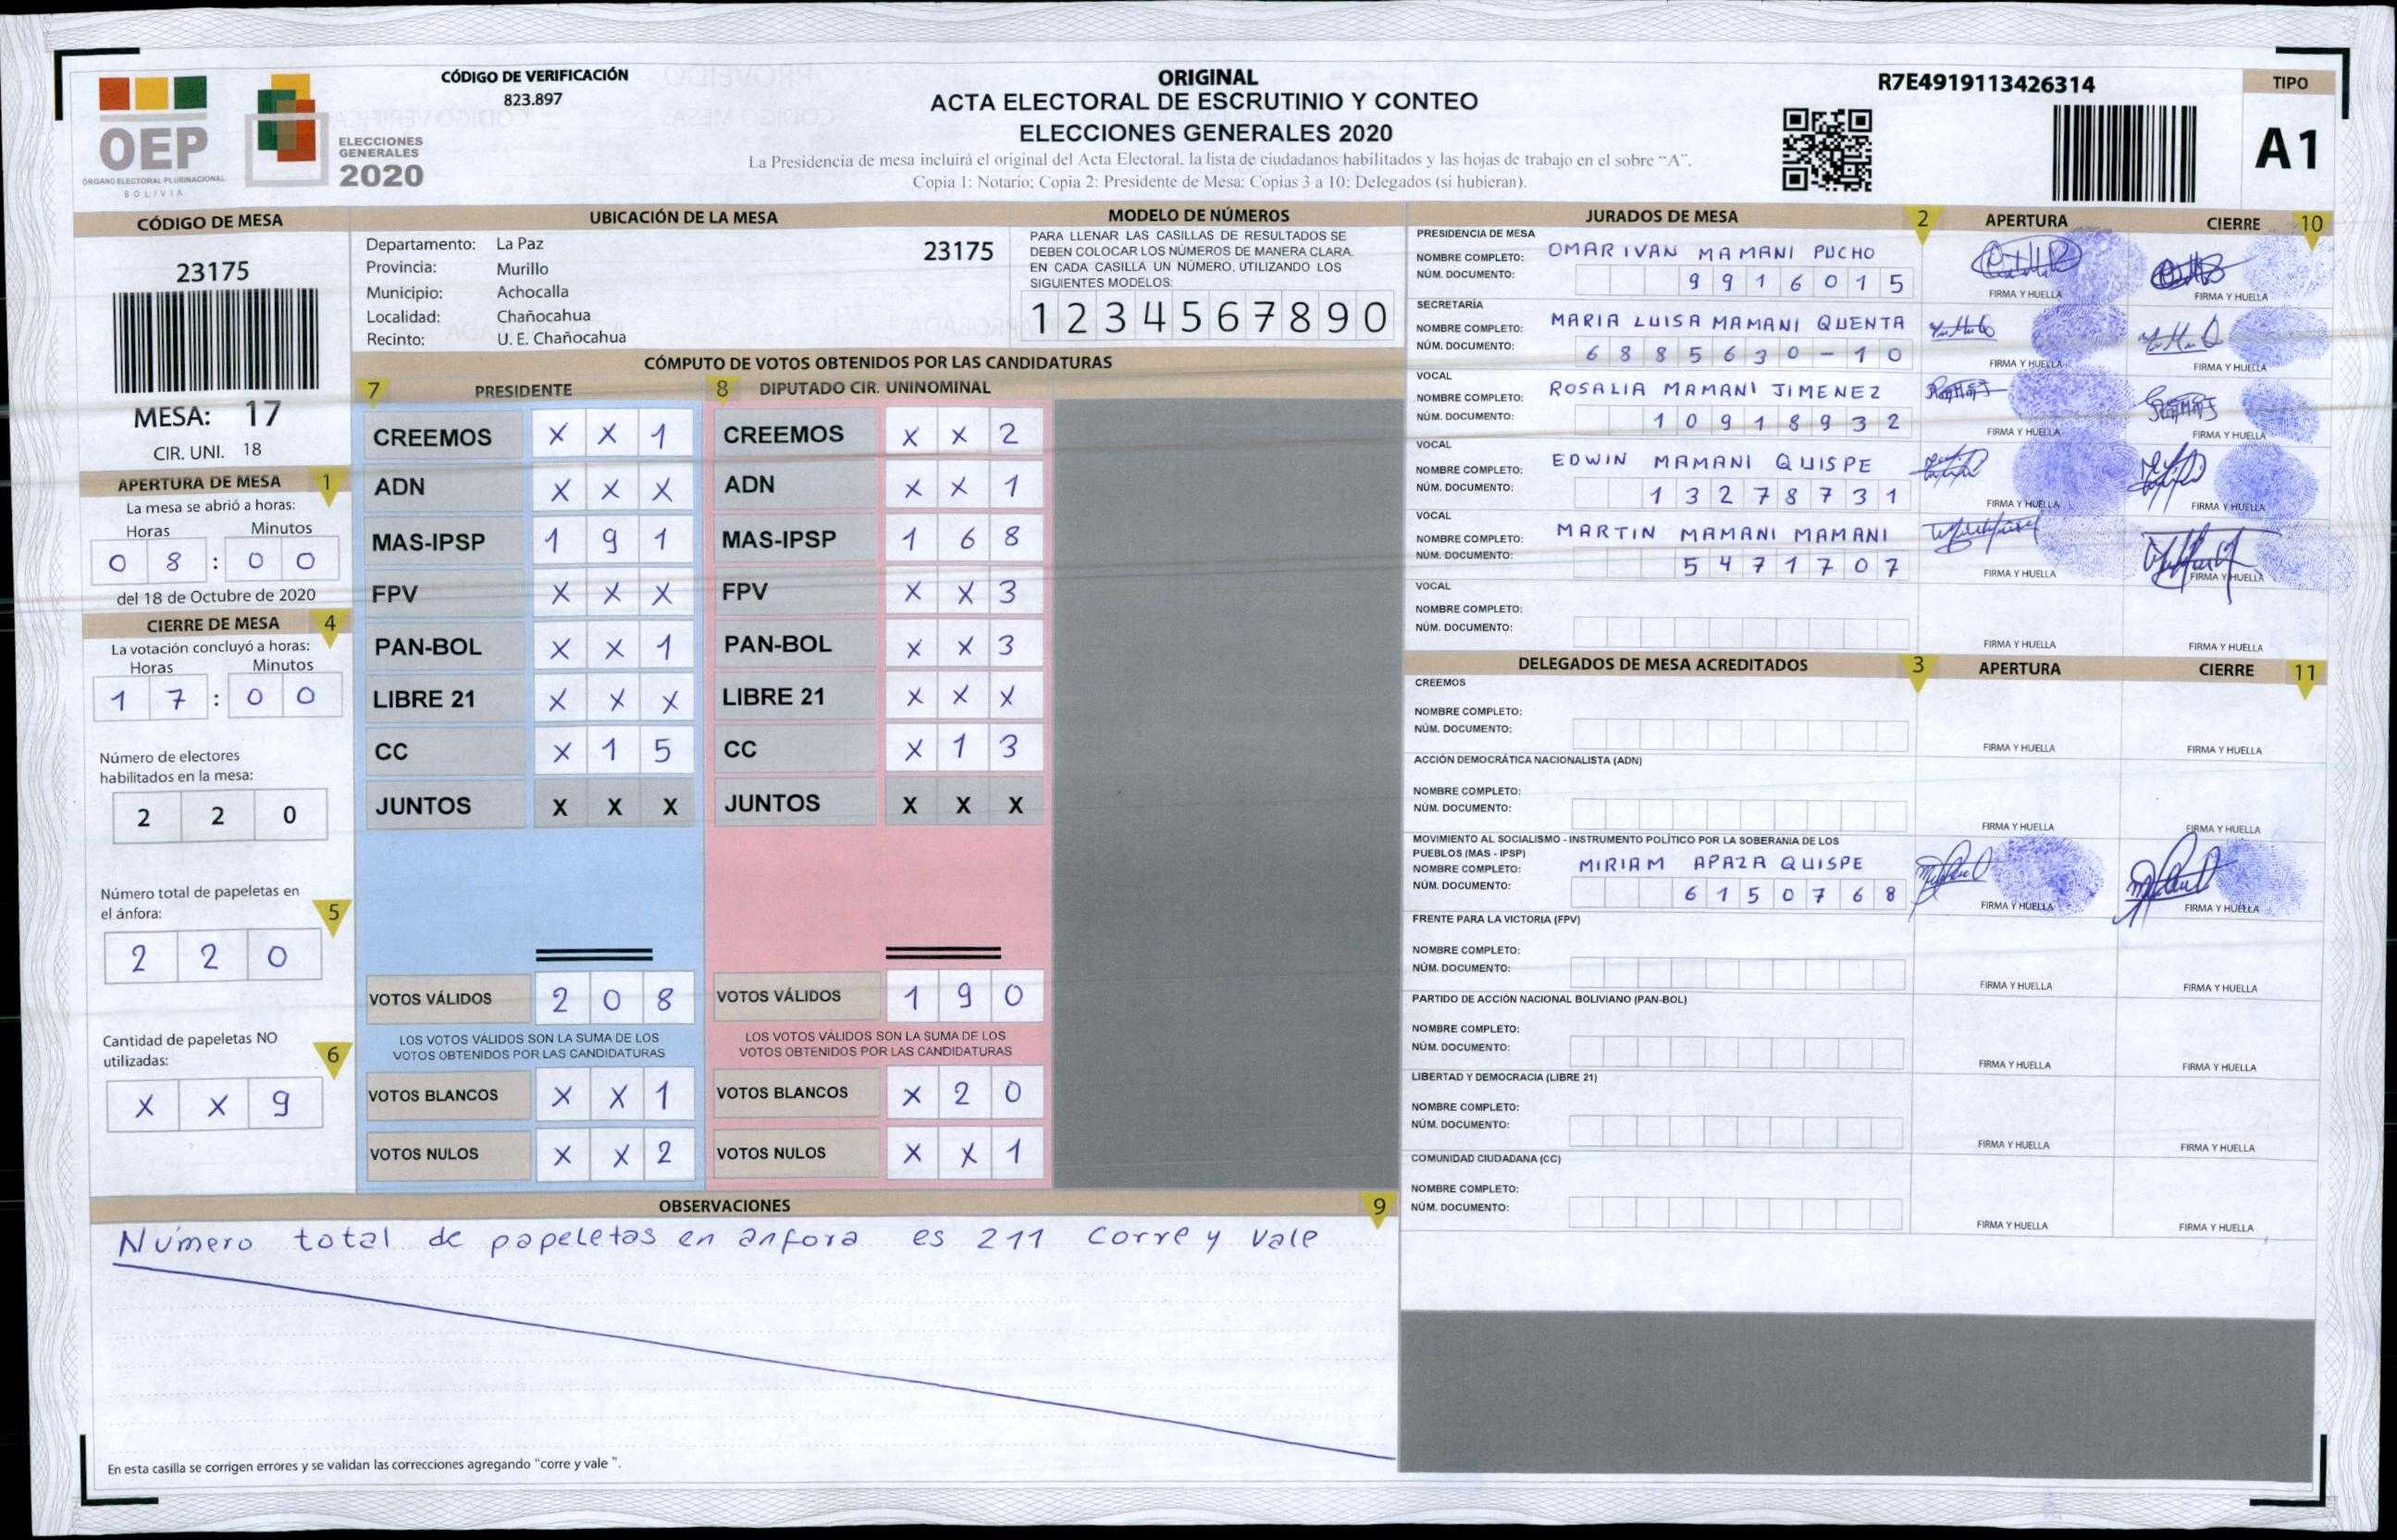 OEP
ÓRGANO ELECTORAL PLURINACIONAL
BOLIVIA
ELECCIONES
GENERALES
2020
CÓDIGO DE VERIFICACIÓN
823.897
ORIGINAL
ACTA ELECTORAL DE ESCRUTINIO Y CONTEO
ELECCIONES GENERALES 2020
La Presidencia de mesa incluirá el original del Acta Electoral, la lista de ciudadanos habilitados y las hojas de trabajo en el sobre “A”.
Copia 1: Notario; Copia 2: Presidente de Mesa; Copias 3 a 10: Delegados (si hubieran).
R7E4919113426314
TIPO
A1
CÓDIGO DE MESA
23175
MESA: 17
CIR. UNI. 18
APERTURA DE MESA 1
La mesa se abrió a horas:
Horas Minutos
0 8 : 0 0
del 18 de Octubre de 2020
CIERRE DE MESA 4
La votación concluyó a horas:
Horas Minutos
1 7 : 0 0
Número de electores
habilitados en la mesa:
2 2 0
Número total de papeletas en
el ánfora: 5
2 2 0
Cantidad de papeletas NO
utilizadas: 6
X X 9
UBICACIÓN DE LA MESA
Departamento: La Paz 23175
Provincia: Murillo
Municipio: Achocalla
Localidad: Chañocahua
Recinto: U. E. Chañocahua
MODELO DE NÚMEROS
PARA LLENAR LAS CASILLAS DE RESULTADOS SE
DEBEN COLOCAR LOS NÚMEROS DE MANERA CLARA.
EN CADA CASILLA UN NÚMERO, UTILIZANDO LOS
SIGUIENTES MODELOS:
1 2 3 4 5 6 7 8 9 0
CÓMPUTO DE VOTOS OBTENIDOS POR LAS CANDIDATURAS
7 PRESIDENTE 8 DIPUTADO CIR. UNINOMINAL
CREEMOS X X 1 CREEMOS X X 2
ADN X X X ADN X X 1
MAS-IPSP 1 9 1 MAS-IPSP 1 6 8
FPV X X X FPV X X 3
PAN-BOL X X 1 PAN-BOL X X 3
LIBRE 21 X X X LIBRE 21 X X X
CC X 1 5 CC X 1 3
JUNTOS X X X JUNTOS X X X
VOTOS VÁLIDOS 2 0 8 VOTOS VÁLIDOS 1 9 0
LOS VOTOS VÁLIDOS SON LA SUMA DE LOS LOS VOTOS VÁLIDOS SON LA SUMA DE LOS
VOTOS OBTENIDOS POR LAS CANDIDATURAS VOTOS OBTENIDOS POR LAS CANDIDATURAS
VOTOS BLANCOS X X 1 VOTOS BLANCOS X 2 0
VOTOS NULOS X X 2 VOTOS NULOS X X 1
OBSERVACIONES 9
Número total de papeletas en anfora es 211 Corre y Vale
En esta casilla se corrigen errores y se validan las correcciones agregando “corre y vale ”.
JURADOS DE MESA 2 APERTURA CIERRE 10
PRESIDENCIA DE MESA
NOMBRE COMPLETO: OMAR IVAN MAMANI PUCHO
NÚM. DOCUMENTO: 9 9 1 6 0 1 5
FIRMA Y HUELLA FIRMA Y HUELLA
SECRETARÍA
NOMBRE COMPLETO: MARIA LUISA MAMANI QUENTA
NÚM. DOCUMENTO: 6 8 8 5 6 3 0 - 1 0
FIRMA Y HUELLA FIRMA Y HUELLA
VOCAL
NOMBRE COMPLETO: ROSALIA MAMANI JIMENEZ
NÚM. DOCUMENTO: 1 0 9 1 8 9 3 2
FIRMA Y HUELLA FIRMA Y HUELLA
VOCAL
NOMBRE COMPLETO: EDWIN MAMANI QUISPE
NÚM. DOCUMENTO: 1 3 2 7 8 7 3 1
FIRMA Y HUELLA FIRMA Y HUELLA
VOCAL
NOMBRE COMPLETO: MARTIN MAMANI MAMANI
NÚM. DOCUMENTO: 5 4 7 1 7 0 7
FIRMA Y HUELLA FIRMA Y HUELLA
VOCAL
NOMBRE COMPLETO:
NÚM. DOCUMENTO:
FIRMA Y HUELLA FIRMA Y HUELLA
DELEGADOS DE MESA ACREDITADOS 3 APERTURA CIERRE 11
CREEMOS
NOMBRE COMPLETO:
NÚM. DOCUMENTO:
FIRMA Y HUELLA FIRMA Y HUELLA
ACCIÓN DEMOCRÁTICA NACIONALISTA (ADN)
NOMBRE COMPLETO:
NÚM. DOCUMENTO:
FIRMA Y HUELLA FIRMA Y HUELLA
MOVIMIENTO AL SOCIALISMO - INSTRUMENTO POLÍTICO POR LA SOBERANIA DE LOS
PUEBLOS (MAS - IPSP)
NOMBRE COMPLETO: MIRIAM APAZA QUISPE
NÚM. DOCUMENTO: 6 1 5 0 7 6 8
FIRMA Y HUELLA FIRMA Y HUELLA
FRENTE PARA LA VICTORIA (FPV)
NOMBRE COMPLETO:
NÚM. DOCUMENTO:
FIRMA Y HUELLA FIRMA Y HUELLA
PARTIDO DE ACCIÓN NACIONAL BOLIVIANO (PAN-BOL)
NOMBRE COMPLETO:
NÚM. DOCUMENTO:
FIRMA Y HUELLA FIRMA Y HUELLA
LIBERTAD Y DEMOCRACIA (LIBRE 21)
NOMBRE COMPLETO:
NÚM. DOCUMENTO:
FIRMA Y HUELLA FIRMA Y HUELLA
COMUNIDAD CIUDADANA (CC)
NOMBRE COMPLETO:
NÚM. DOCUMENTO:
FIRMA Y HUELLA FIRMA Y HUELLA